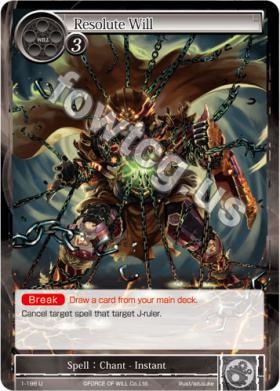 Resolute Will
WILL
3
fowtcg.us
Break Draw a card from your main deck.
Cancel target spell that target J-ruler.
Spell : Chant - Instant
1-196 U
©FORCE OF WILL Co.,Ltd.